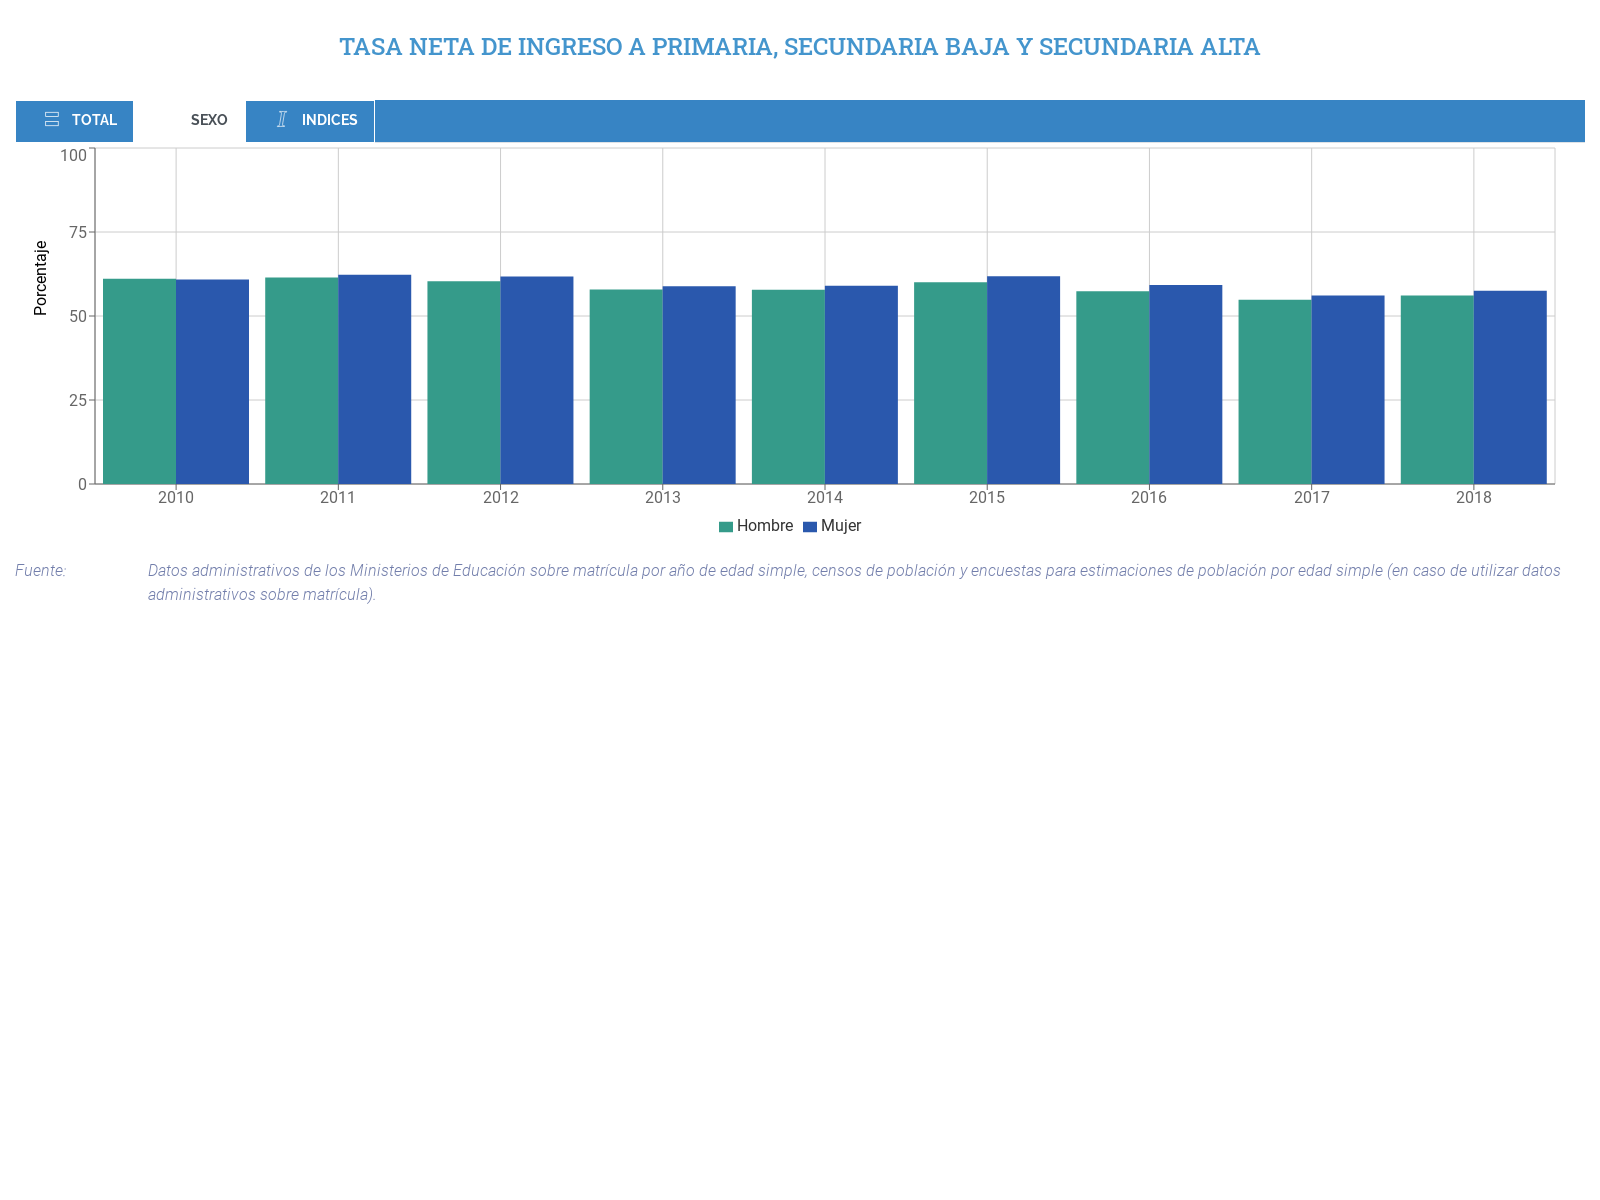 TASA NETA DE INGRESO A PRIMARIA, SECUNDARIA BAJA Y SECUNDARIA ALTA
TOTAL
SEXO
INDICES
100
75
50
25
0
Porcentaje
2010 2011 2012 2013 2014 2015 2016 2017 2018
Hombre Mujer
Fuente: Datos administrativos de los Ministerios de Educación sobre matrícula por año de edad simple, censos de población y encuestas para estimaciones de población por edad simple (en caso de utilizar datos
administrativos sobre matrícula).